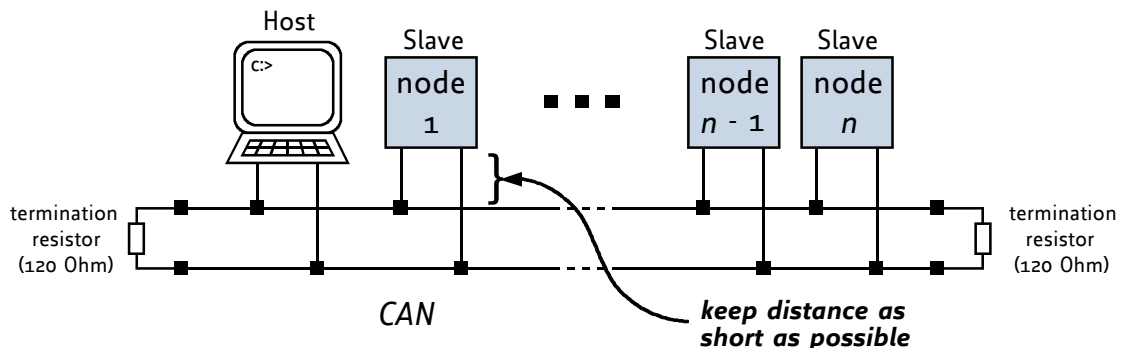 Host
C:>
Slave
node
1
Slave
node
n - 1
Slave
node
n
termination
resistor
(120 Ohm)
termination
resistor
(120 Ohm)
CAN
keep distance as
short as possible